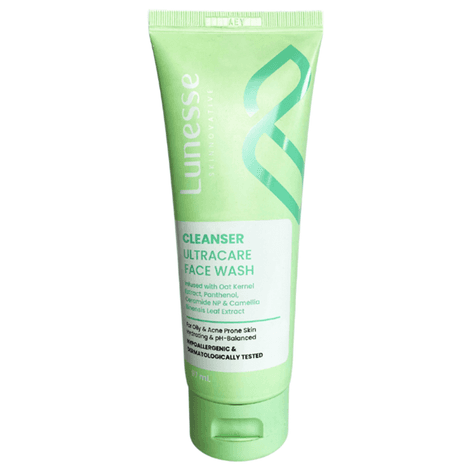 Lunesse
CLEANSER
ULTRACARE
FACE WASH
Infused with Oat Kernel
Extract, Panthenol,
Ceramide NP & Camellia
Sinensis Leaf Extract
For Oily & Acne Prone Skin
Hydrating & pH-Balanced
HYPOALLERGENIC &
DERMATOLOGICALLY TESTED
mL